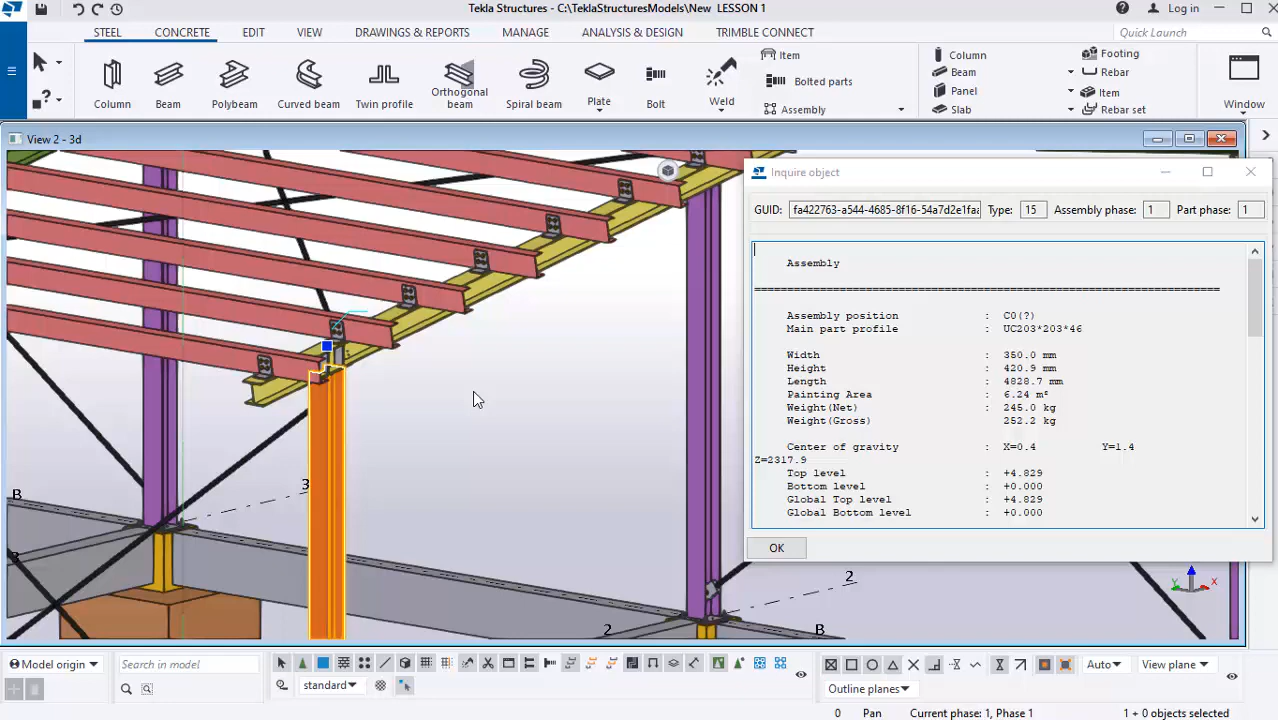 Tekla Structures - C:\TeklaStructuresModels\New LESSON 1
Log in
STEEL CONCRETE EDIT VIEW DRAWINGS & REPORTS MANAGE ANALYSIS & DESIGN TRIMBLE CONNECT
Quick Launch
Column
Beam
Polybeam
Curved beam
Twin profile
Orthogonal
beam
Spiral beam
Plate
Bolt
Weld
Item
Bolted parts
Assembly
Column
Beam
Panel
Slab
Footing
Rebar
Item
Rebar set
Window
View 2 - 3d
Inquire object
GUID: fa422763-a544-4685-8f16-54a7d2e1faa Type: 15 Assembly phase: 1 Part phase: 1
Assembly
======================================================================
Assembly position : C0(?)
Main part profile : UC203*203*46
Width : 350.0 mm
Height : 420.9 mm
Length : 4828.7 mm
Painting Area : 6.24 m²
Weight(Net) : 245.0 kg
Weight(Gross) : 252.2 kg
Center of gravity : X=0.4 Y=1.4
Z=2317.9
Top level : +4.829
Bottom level : +0.000
Global Top level : +4.829
Global Bottom level : +0.000
OK
3
B
2
2
B
Y
X
Model origin
Search in model
standard
Auto
View plane
Outline planes
0 Pan Current phase: 1, Phase 1 1 + 0 objects selected